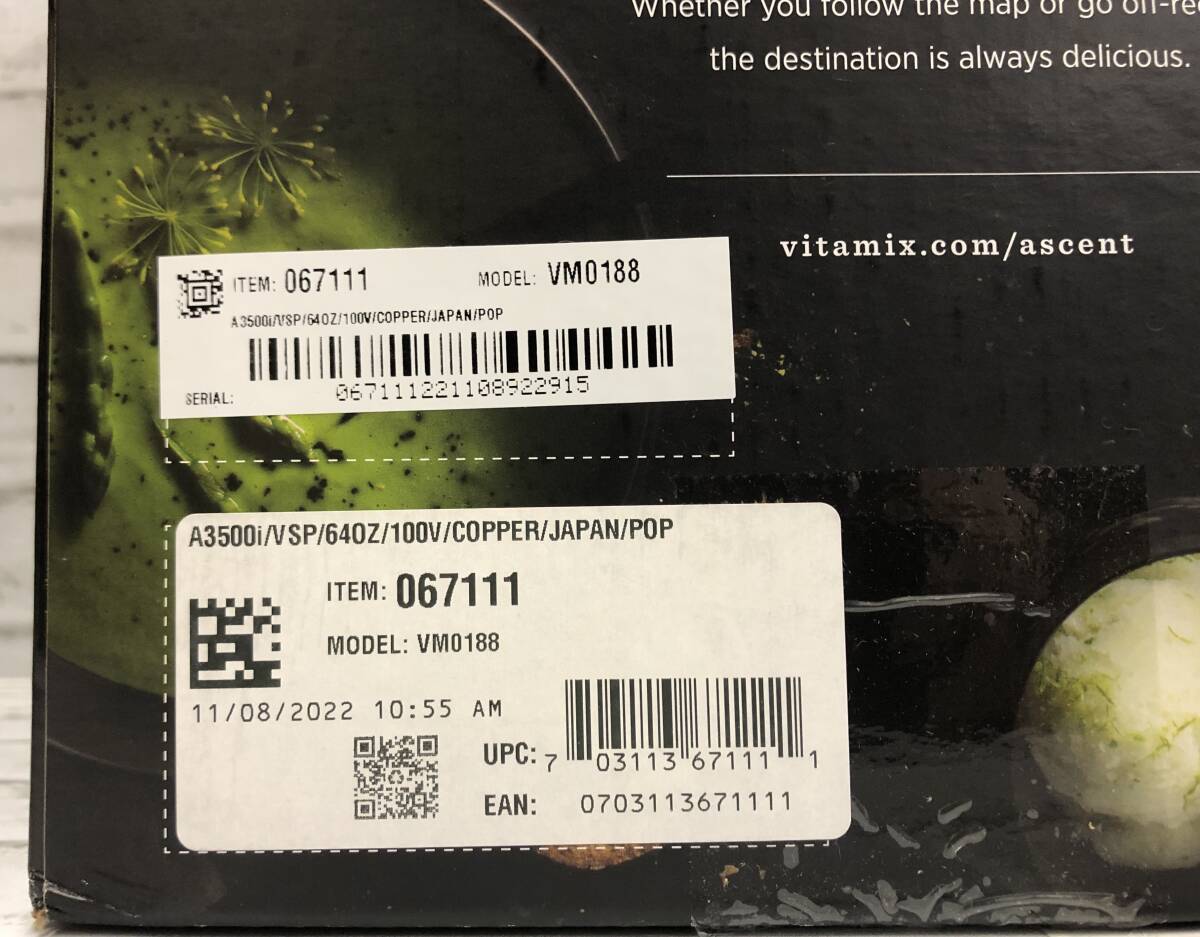 Whether you follow the map or go off-
the destination is always delicious.
vitamix.com/ascent
ITEM: 067111 MODEL: VM0188
A3500i/VSP/64OZ/100V/COPPER/JAPAN/POP
SERIAL: 067111221108922915
A3500i/VSP/64OZ/100V/COPPER/JAPAN/POP
ITEM: 067111
MODEL: VM0188
11/08/2022 10:55 AM
UPC: 7 03113 67111 1
EAN: 0703113671111